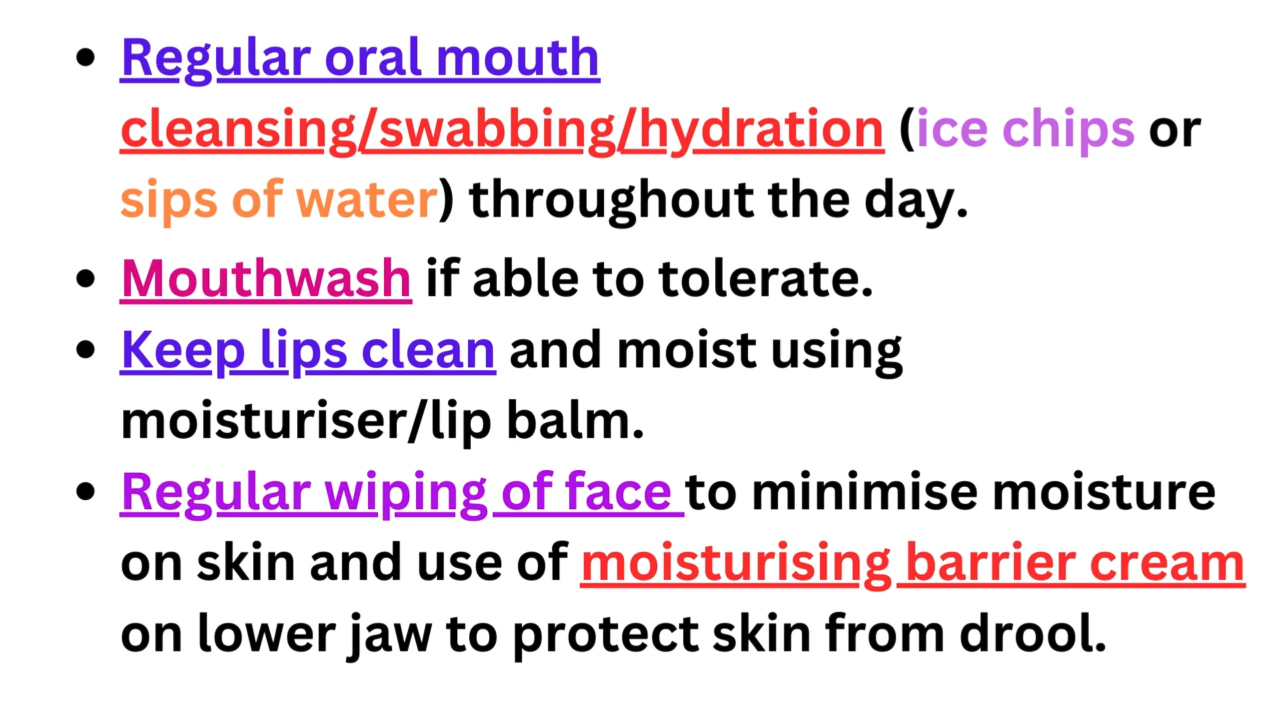 • Regular oral mouth
cleansing/swabbing/hydration (ice chips or
sips of water) throughout the day.
• Mouthwash if able to tolerate.
• Keep lips clean and moist using
moisturiser/lip balm.
• Regular wiping of face to minimise moisture
on skin and use of moisturising barrier cream
on lower jaw to protect skin from drool.